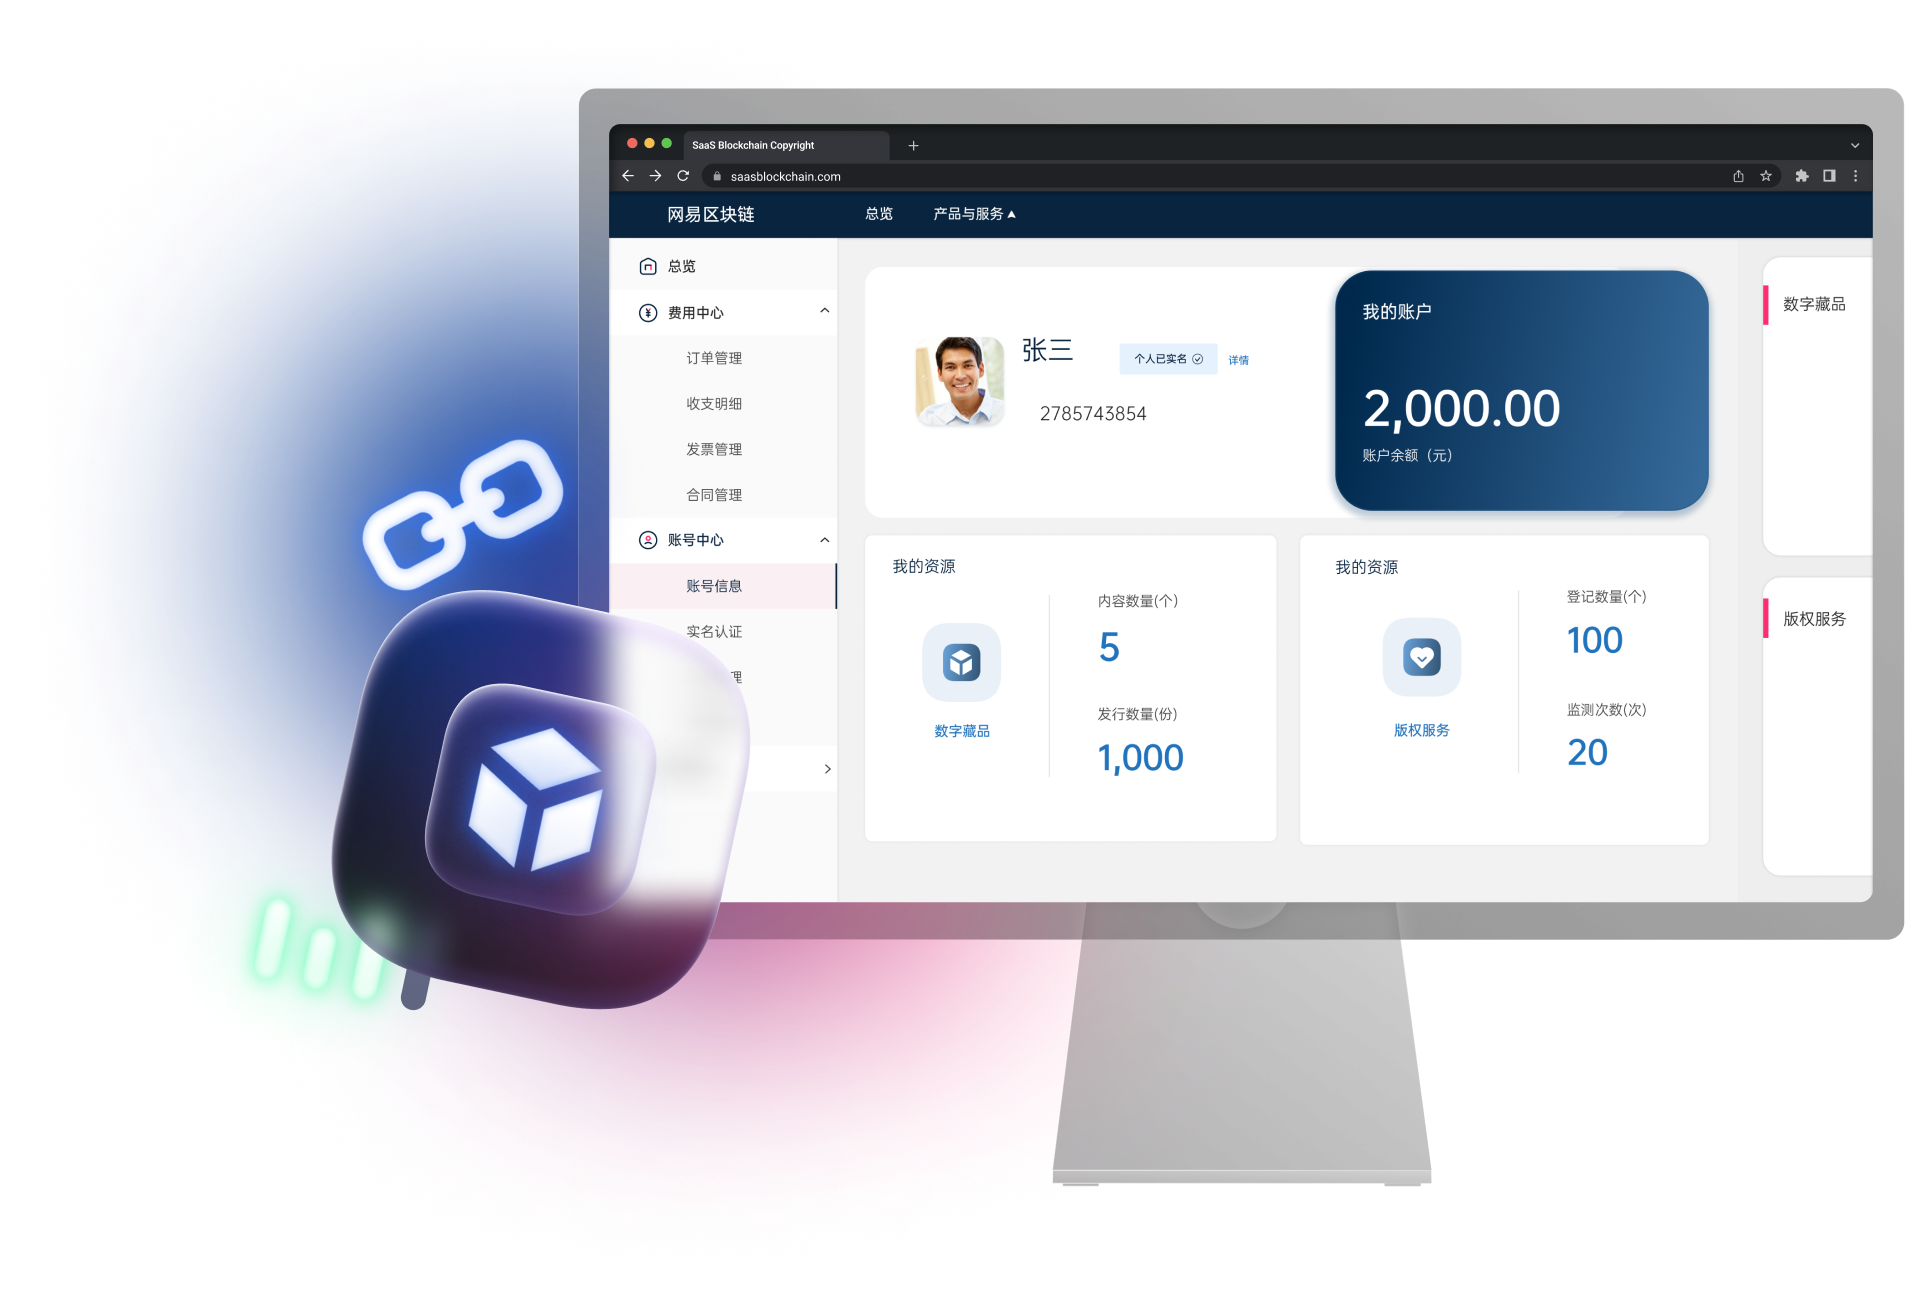 SaaS Blockchain Copyright
saasblockchain.com
网易区块链 总览 产品与服务
总览
费用中心
订单管理
收支明细
发票管理
合同管理
账号中心
账号信息
实名认证
理
张三
个人已实名
详情
2785743854
我的账户
2,000.00
账户余额（元）
我的资源
数字藏品
内容数量(个)
5
发行数量(份)
1,000
我的资源
版权服务
登记数量(个)
100
监测次数(次)
20
数字藏品
版权服务